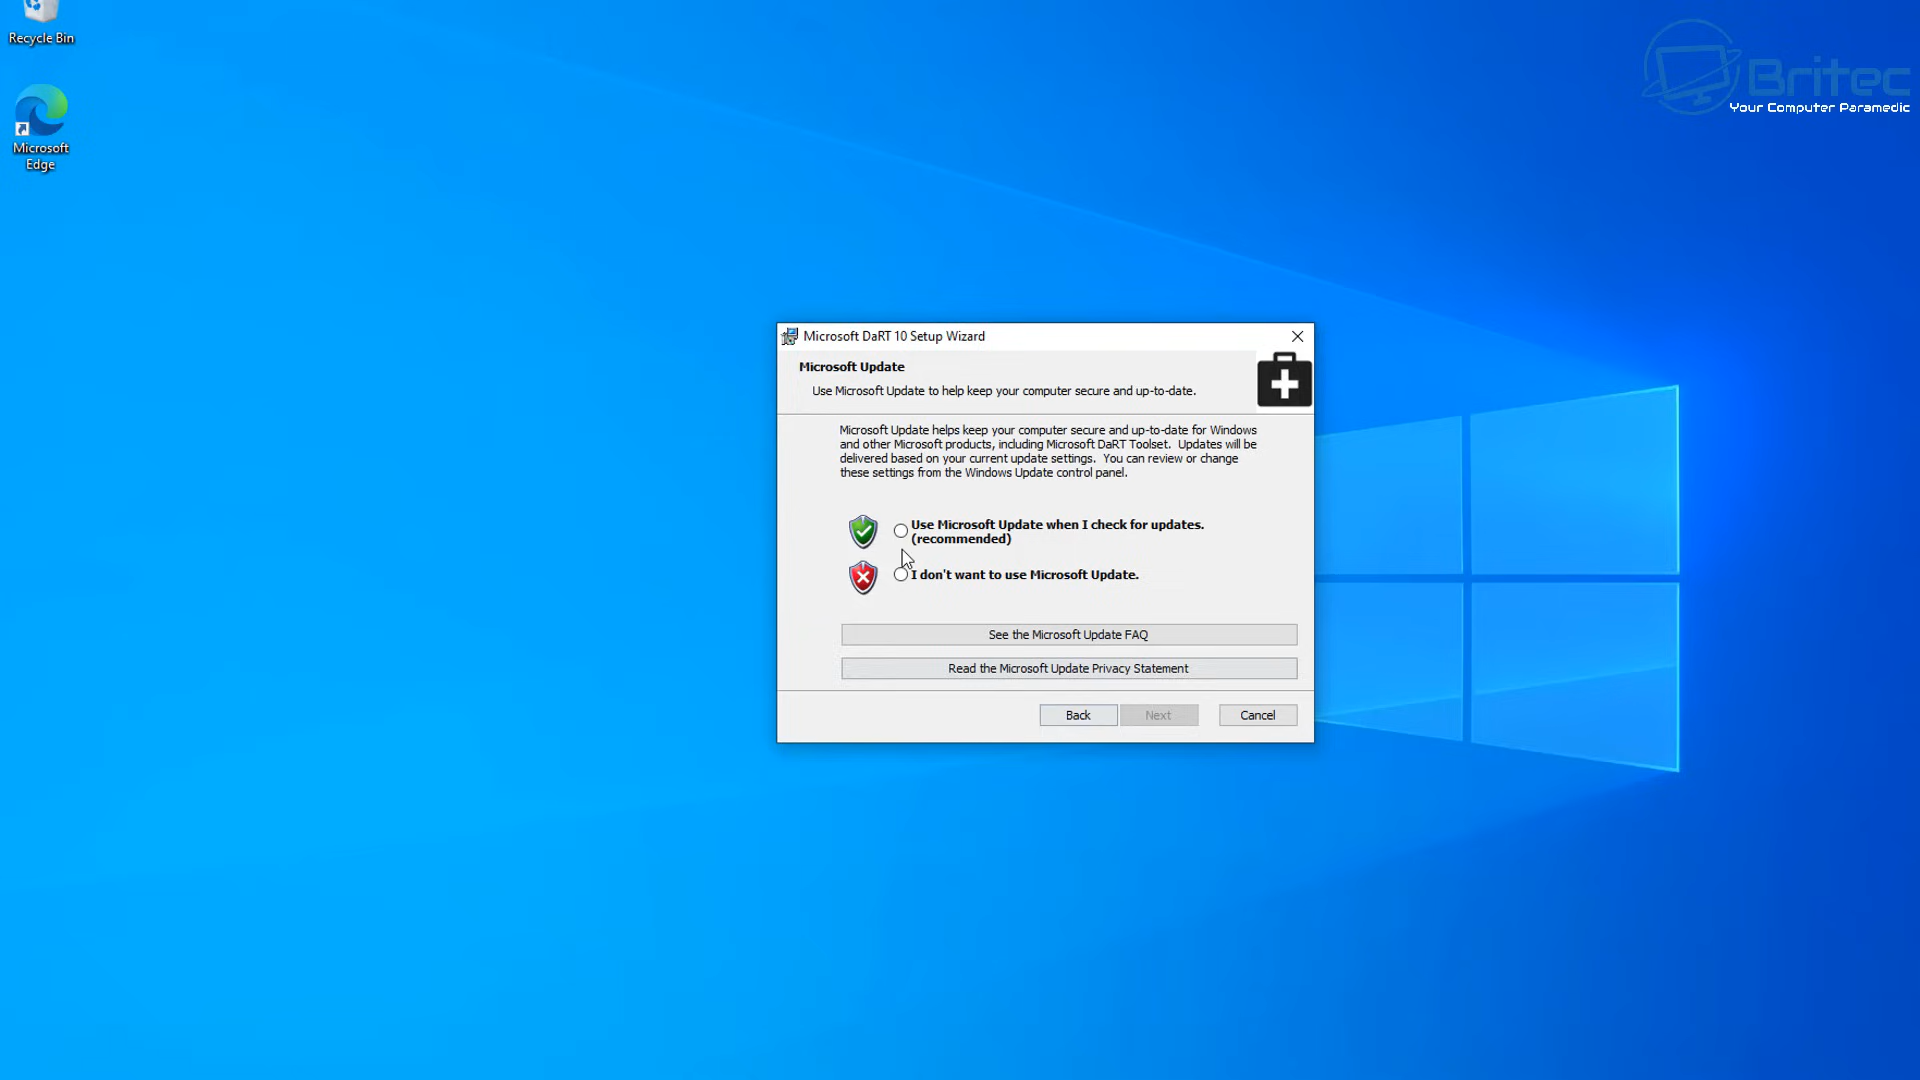 Recycle Bin
Microsoft
Edge
Britec
Your Computer Paramedic
Microsoft DaRT 10 Setup Wizard
Microsoft Update
Use Microsoft Update to help keep your computer secure and up-to-date.
Microsoft Update helps keep your computer secure and up-to-date for Windows
and other Microsoft products, including Microsoft DaRT Toolset. Updates will be
delivered based on your current update settings. You can review or change
these settings from the Windows Update control panel.
Use Microsoft Update when I check for updates.
(recommended)
I don't want to use Microsoft Update.
See the Microsoft Update FAQ
Read the Microsoft Update Privacy Statement
Back
Next
Cancel